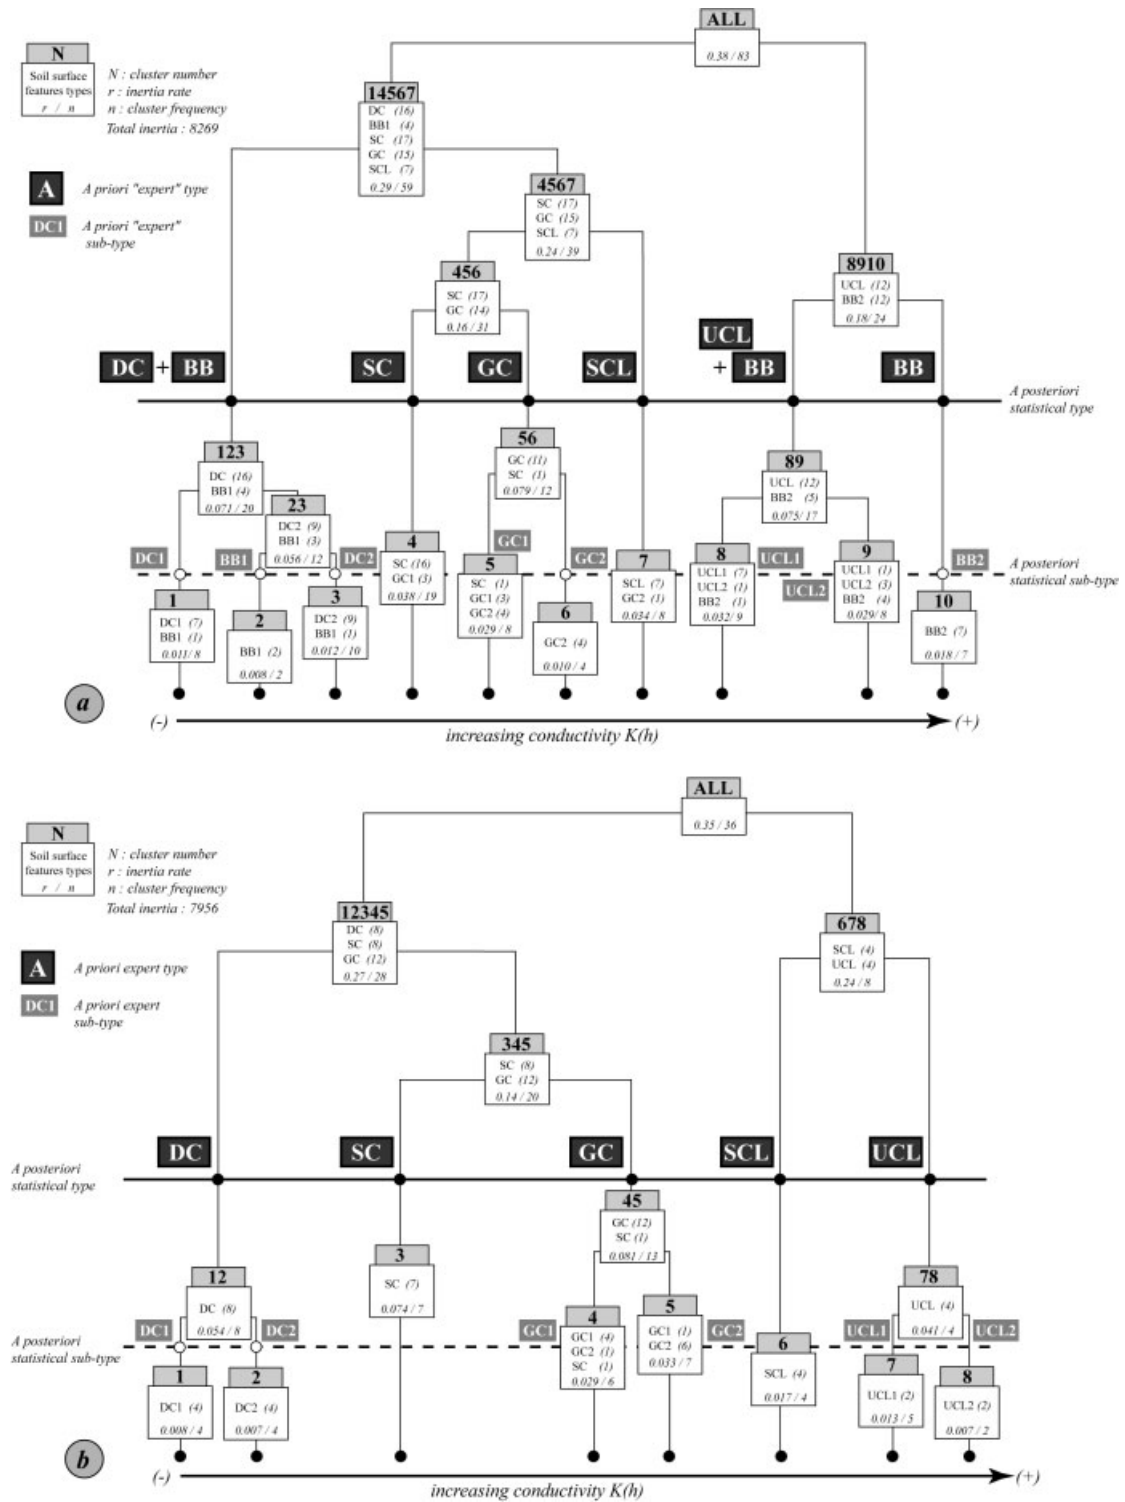 ALL
0.38 / 83
N
Soil surface
features types
r / n
N : cluster number
r : inertia rate
n : cluster frequency
Total inertia : 8269
A
A priori "expert" type
DC1
A priori "expert"
sub-type
14567
DC (16)
BB1 (4)
SC (17)
GC (15)
SCL (7)
0.29 / 59
4567
SC (17)
GC (15)
SCL (7)
0.24 / 39
456
SC (17)
GC (14)
0.16 / 31
8910
UCL (12)
BB2 (12)
0.18 / 24
DC + BB
SC
GC
SCL
UCL
+ BB
BB
A posteriori
statistical type
123
DC (16)
BB1 (4)
0.071 / 20
23
DC2 (9)
BB1 (3)
0.056 / 12
56
GC (11)
SC (1)
0.079 / 12
89
UCL (12)
BB2 (5)
0.075/ 17
DC1
BB1
DC2
GC1
GC2
UCL1
UCL2
BB2
A posteriori
statistical sub-type
1
DC1 (7)
BB1 (1)
0.011/ 8
2
BB1 (2)
0.008 / 2
3
DC2 (9)
BB1 (1)
0.012 / 10
4
SC (16)
GC1 (3)
0.038 / 19
5
SC (1)
GC1 (3)
GC2 (4)
0.029 / 8
6
GC2 (4)
0.010 / 4
7
SCL (7)
GC2 (1)
0.034 / 8
8
UCL1 (7)
UCL2 (1)
BB2 (1)
0.032/ 9
9
UCL1 (1)
UCL2 (3)
BB2 (4)
0.029/ 8
10
BB2 (7)
0.018 / 7
a
(-)
(+)
increasing conductivity K(h)
ALL
0.35 / 36
N
Soil surface
features types
r / n
N : cluster number
r : inertia rate
n : cluster frequency
Total inertia : 7956
A
A priori expert type
DC1
A priori expert
sub-type
12345
DC (8)
SC (8)
GC (12)
0.27 / 28
678
SCL (4)
UCL (4)
0.24 / 8
345
SC (8)
GC (12)
0.14 / 20
DC
SC
GC
SCL
UCL
A posteriori
statistical type
45
GC (12)
SC (1)
0.081 / 13
12
DC (8)
0.054 / 8
3
SC (7)
0.074 / 7
78
UCL (4)
0.041 / 4
DC1
DC2
GC1
GC2
UCL1
UCL2
A posteriori
statistical sub-type
1
DC1 (4)
0.008 / 4
2
DC2 (4)
0.007 / 4
4
GC1 (4)
GC2 (1)
SC (1)
0.029 / 6
5
GC1 (1)
GC2 (6)
0.033 / 7
6
SCL (4)
0.017 / 4
7
UCL1 (2)
0.013 / 5
8
UCL2 (2)
0.007 / 2
b
(-)
(+)
increasing conductivity K(h)